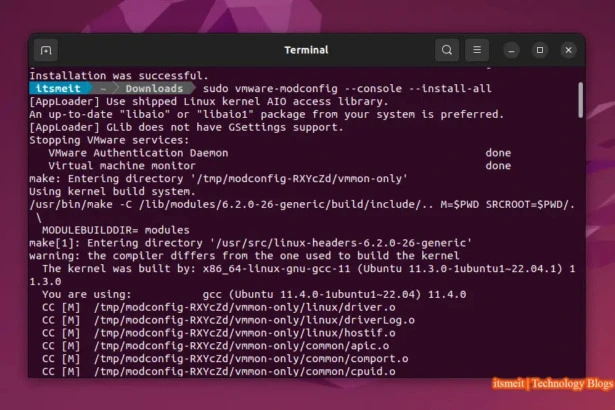 Terminal
Installation was successful.
itsmeit ~ Downloads sudo vmware-modconfig --console --install-all
[AppLoader] Use shipped Linux kernel AIO access library.
An up-to-date "libaio" or "libaio1" package from your system is preferred.
[AppLoader] GLib does not have GSettings support.
Stopping VMware services:
VMware Authentication Daemon done
Virtual machine monitor done
make: Entering directory '/tmp/modconfig-RXYcZd/vmmon-only'
Using kernel build system.
/usr/bin/make -C /lib/modules/6.2.0-26-generic/build/include/.. M=$PWD SRCROOT=$PWD/.
\
MODULEBUILDDIR= modules
make[1]: Entering directory '/usr/src/linux-headers-6.2.0-26-generic'
warning: the compiler differs from the one used to build the kernel
The kernel was built by: x86_64-linux-gnu-gcc-11 (Ubuntu 11.3.0-1ubuntu1~22.04.1) 1
1.3.0
You are using: gcc (Ubuntu 11.4.0-1ubuntu1~22.04) 11.4.0
CC [M] /tmp/modconfig-RXYcZd/vmmon-only/linux/driver.o
CC [M] /tmp/modconfig-RXYcZd/vmmon-only/linux/driverLog.o
CC [M] /tmp/modconfig-RXYcZd/vmmon-only/linux/hostif.o
CC [M] /tmp/modconfig-RXYcZd/vmmon-only/common/apic.o
CC [M] /tmp/modconfig-RXYcZd/vmmon-only/common/comport.o
CC [M] /tmp/modconfig-RXYcZd/vmmon-only/common/cpuid.o
itsmeit | Technology Blogs